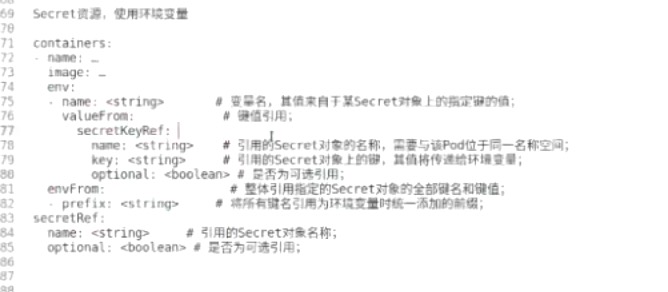 69 Secret资源，使用环境变量
70
71 containers:
72 - name: …
73 image: …
74 env:
75 - name: <string> # 变量名，其值来自于某Secret对象上的指定键的值；
76 valueFrom: # 键值引用；
77 secretKeyRef:
78 name: <string> # 引用的Secret对象的名称，需要与该Pod位于同一名称空间；
79 key: <string> # 引用的Secret对象上的键，其值将传递给环境变量；
80 optional: <boolean> # 是否为可选引用；
81 envFrom: # 整体引用指定的Secret对象的全部键名和键值；
82 - prefix: <string> # 将所有键名引用为环境变量时统一添加的前缀；
83 secretRef:
84 name: <string> # 引用的Secret对象名称；
85 optional: <boolean> # 是否为可选引用；
86
87
88